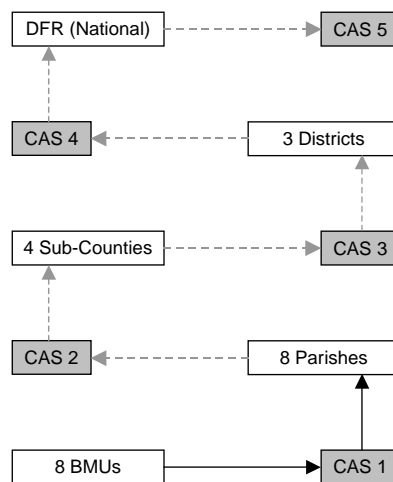 DFR (National) CAS 5
CAS 4 3 Districts
4 Sub-Counties CAS 3
CAS 2 8 Parishes
8 BMUs CAS 1